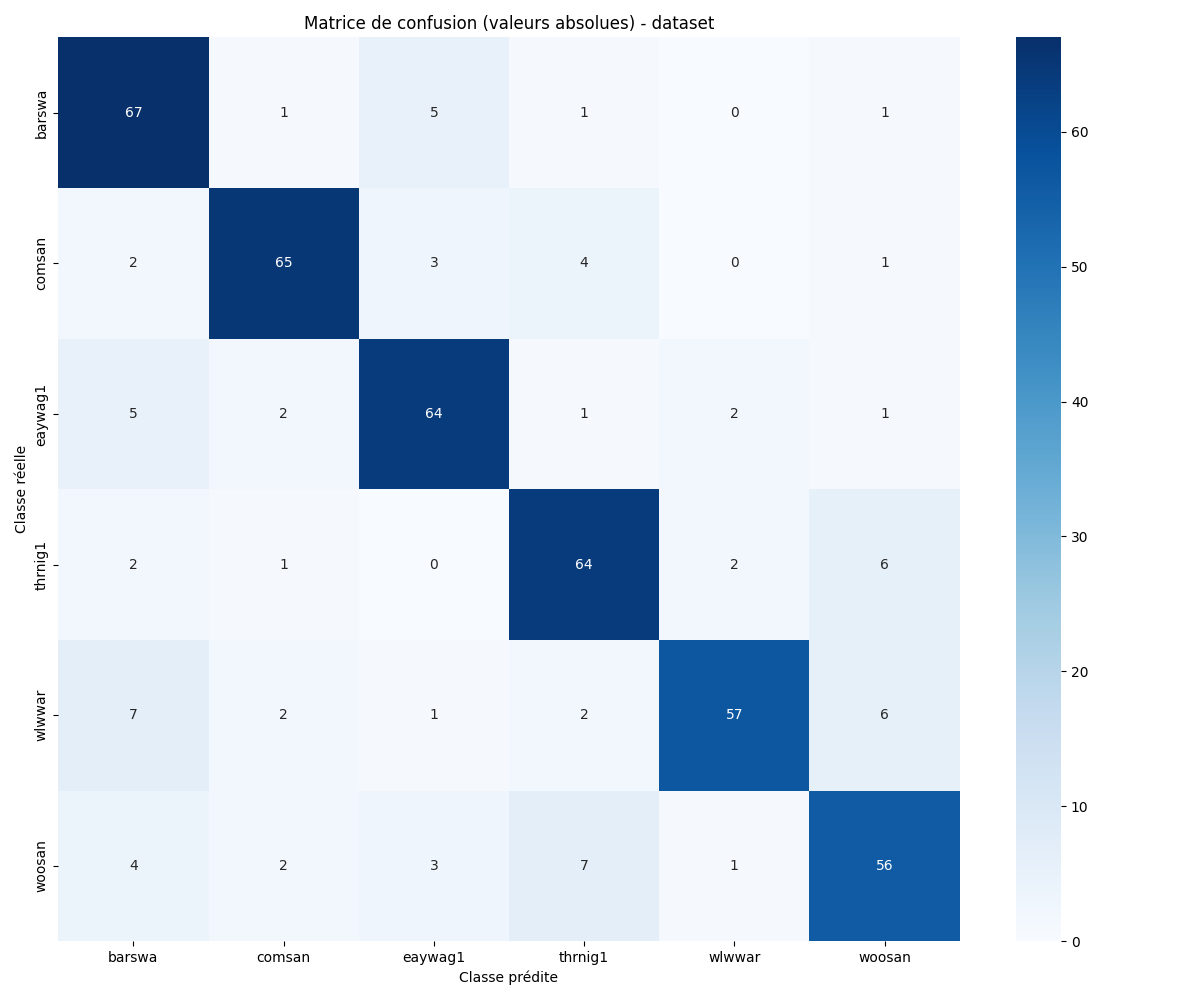 Matrice de confusion (valeurs absolues) - dataset
barswa 67 1 5 1 0 1
comsan 2 65 3 4 0 1
eaywag1 5 2 64 1 2 1
thrnig1 2 1 0 64 2 6
wlwwar 7 2 1 2 57 6
woosan 4 2 3 7 1 56
barswa comsan eaywag1 thrnig1 wlwwar woosan
Classe prédite
Classe réelle
60
50
40
30
20
10
0